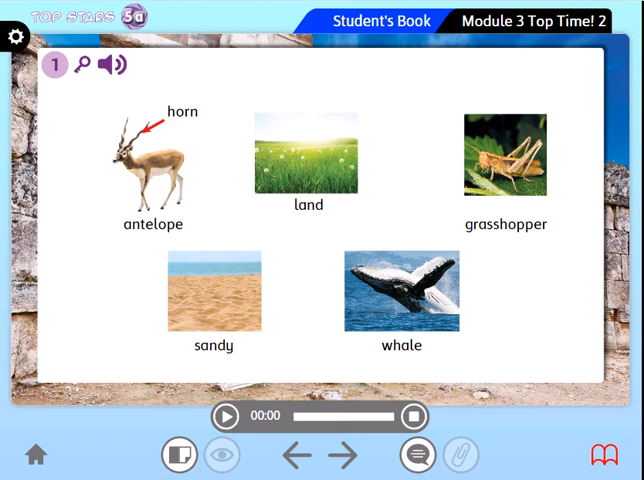 TOP STARS 5a
Student's Book
Module 3 Top Time! 2
1
horn
antelope
land
grasshopper
sandy
whale
00:00